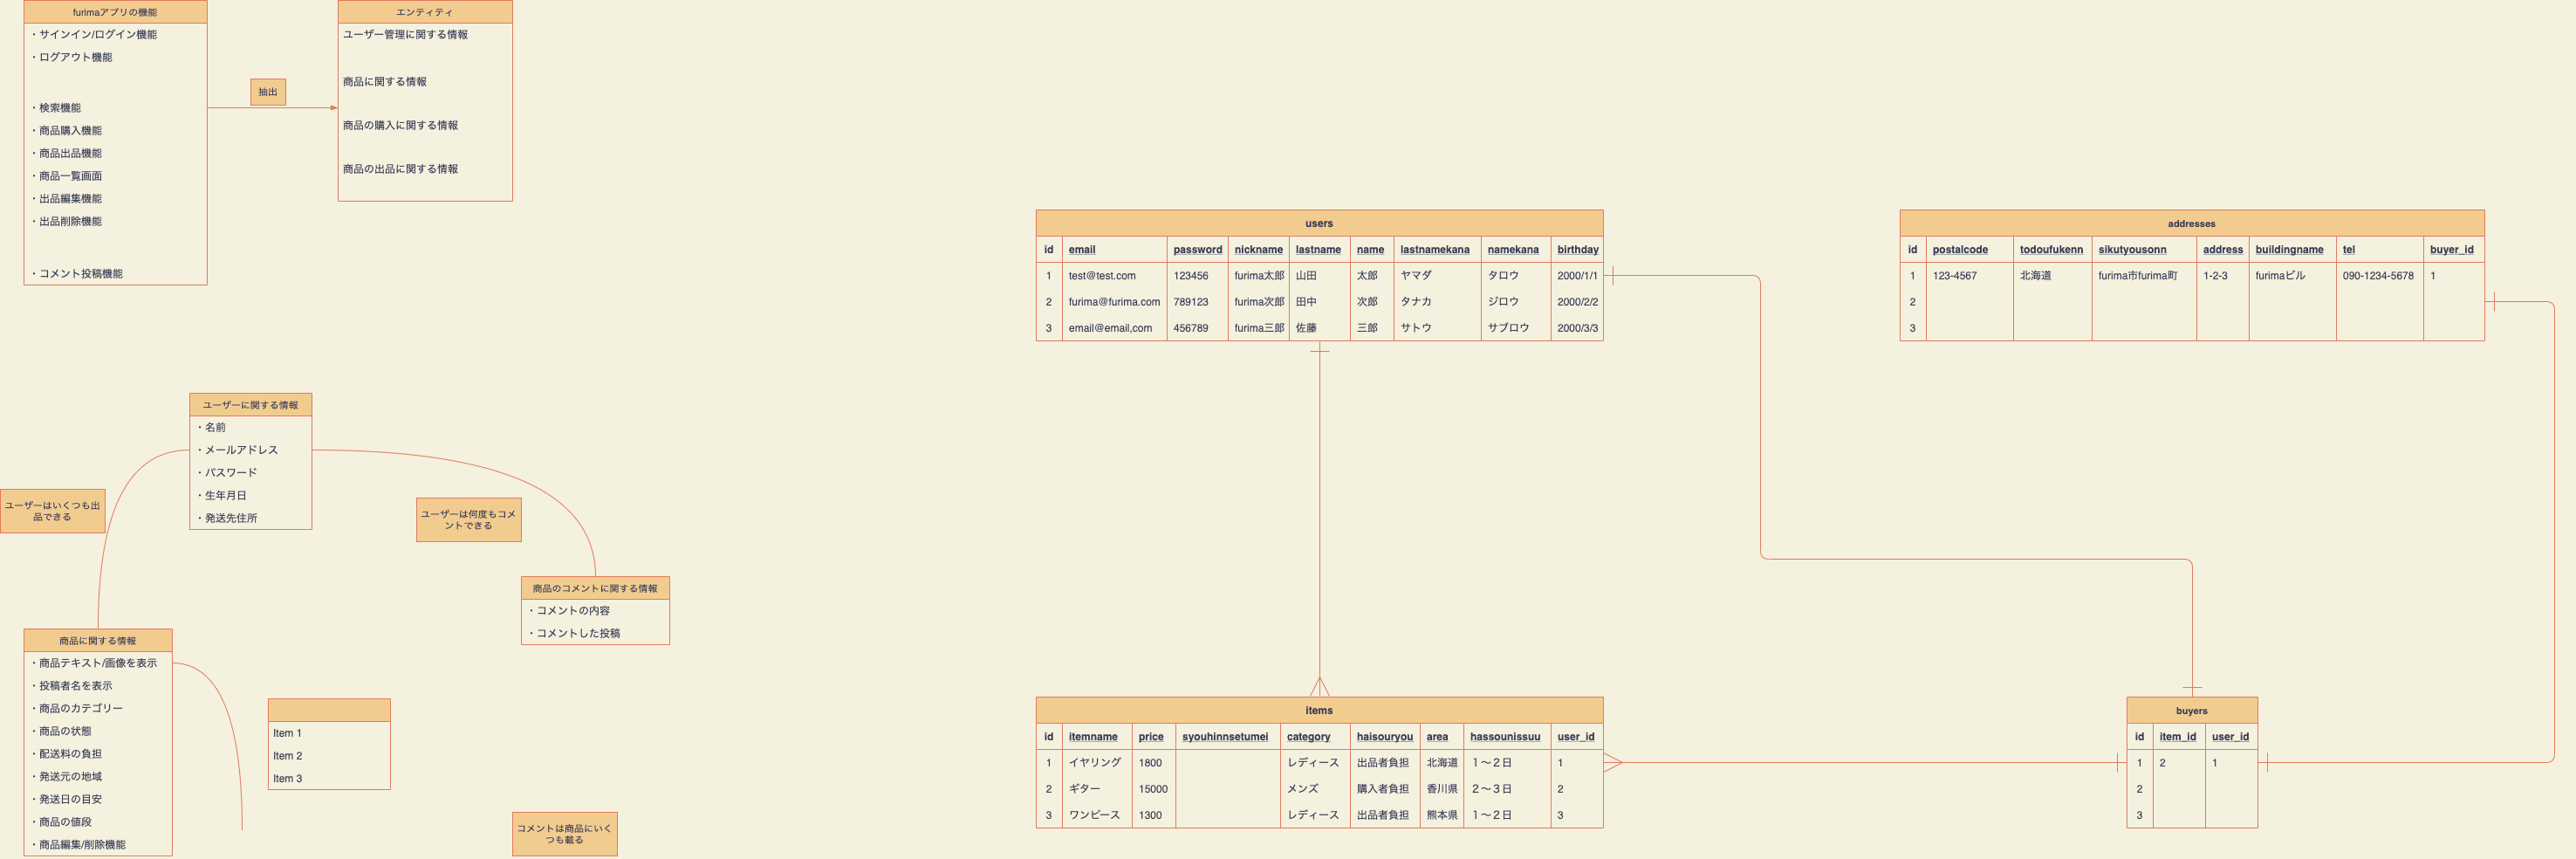 furimaアプリの機能
・サインイン/ログイン機能
・ログアウト機能
・検索機能
・商品購入機能
・商品出品機能
・商品一覧画面
・出品編集機能
・出品削除機能
・コメント投稿機能
抽出
エンティティ
ユーザー管理に関する情報
商品に関する情報
商品の購入に関する情報
商品の出品に関する情報
ユーザーに関する情報
・名前
・メールアドレス
・パスワード
・生年月日
・発送先住所
ユーザーはいくつも出
品できる
ユーザーは何度もコメ
ントできる
商品のコメントに関する情報
・コメントの内容
・コメントした投稿
商品に関する情報
・商品テキスト/画像を表示
・投稿者名を表示
・商品のカテゴリー
・商品の状態
・配送料の負担
・発送元の地域
・発送日の目安
・商品の値段
・商品編集/削除機能
Item 1
Item 2
Item 3
コメントは商品にいく
つも載る
users
id email password nickname lastname name lastnamekana namekana birthday
1 test@test.com 123456 furima太郎 山田 太郎 ヤマダ タロウ 2000/1/1
2 furima@furima.com 789123 furima次郎 田中 次郎 タナカ ジロウ 2000/2/2
3 email@email,com 456789 furima三郎 佐藤 三郎 サトウ サブロウ 2000/3/3
addresses
id postalcode todoufukenn sikutyousonn address buildingname tel buyer_id
1 123-4567 北海道 furima市furima町 1-2-3 furimaビル 090-1234-5678 1
2
3
items
id itemname price syouhinnsetumei category haisouryou area hassounissuu user_id
1 イヤリング 1800 レディース 出品者負担 北海道 １〜２日 1
2 ギター 15000 メンズ 購入者負担 香川県 ２〜３日 2
3 ワンピース 1300 レディース 出品者負担 熊本県 １〜２日 3
buyers
id item_id user_id
1 2 1
2
3